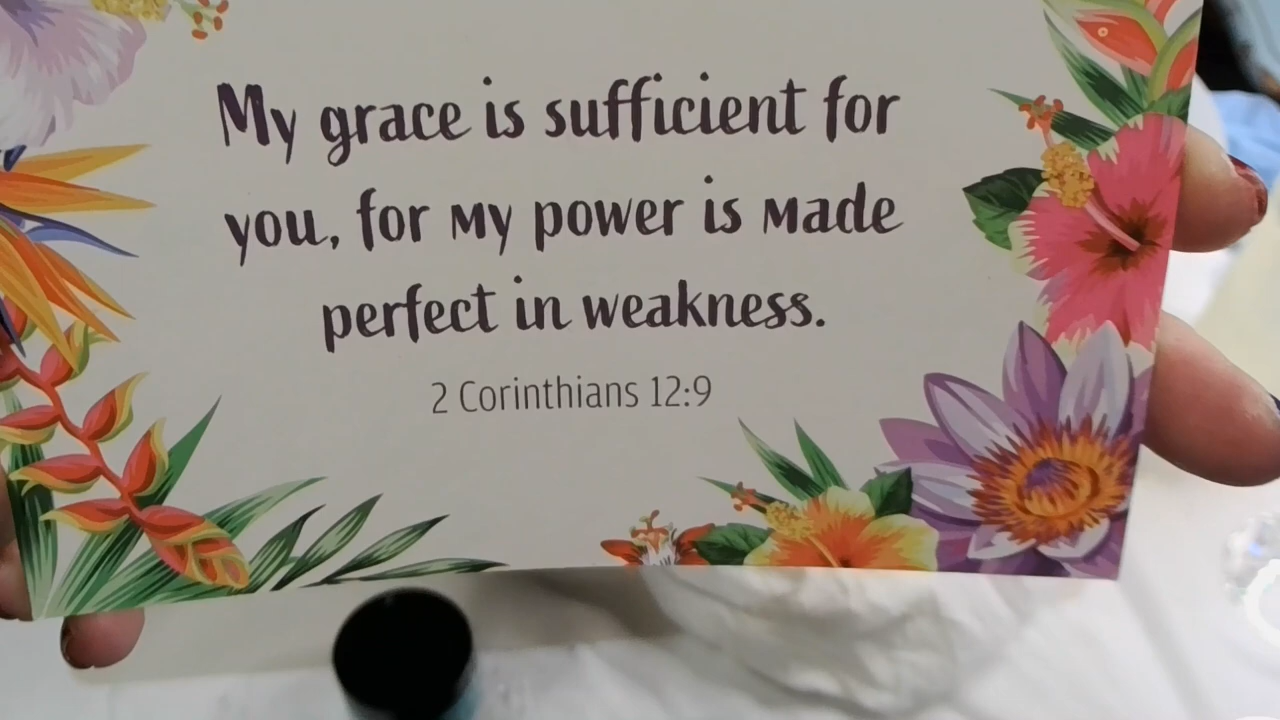 My grace is sufficient for
you, for my power is made
perfect in weakness.
2 Corinthians 12:9